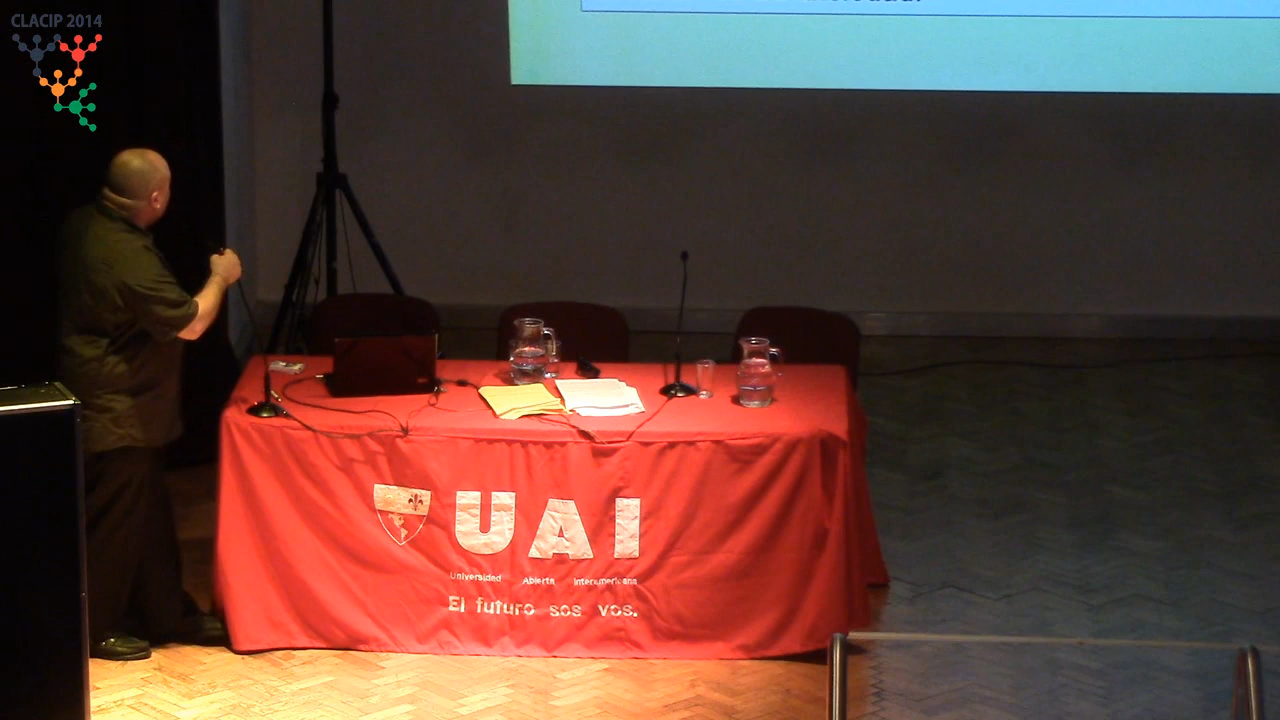 CLACIP 2014
UAI
Universidad Abierta Interamericana
El futuro sos vos.